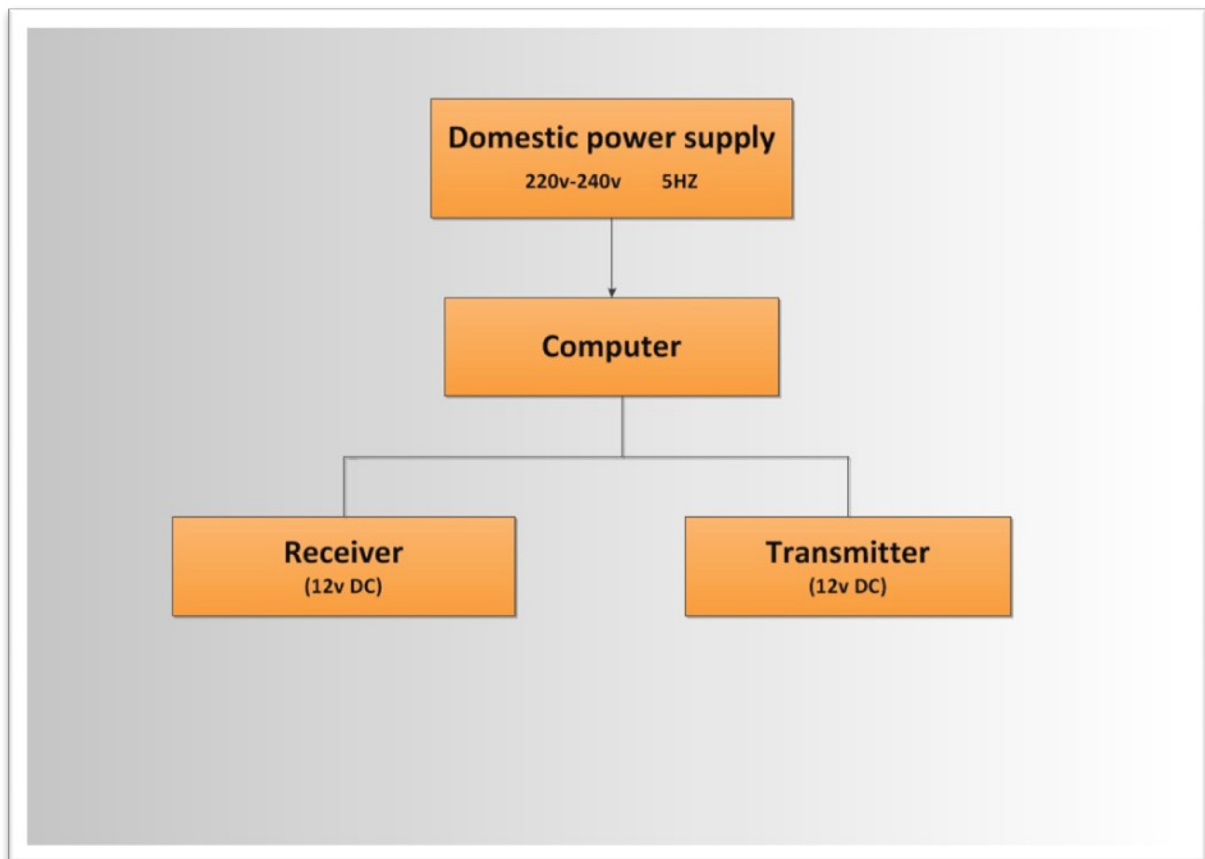 Domestic power supply
220v-240v 5HZ
Computer
Receiver
(12v DC)
Transmitter
(12v DC)